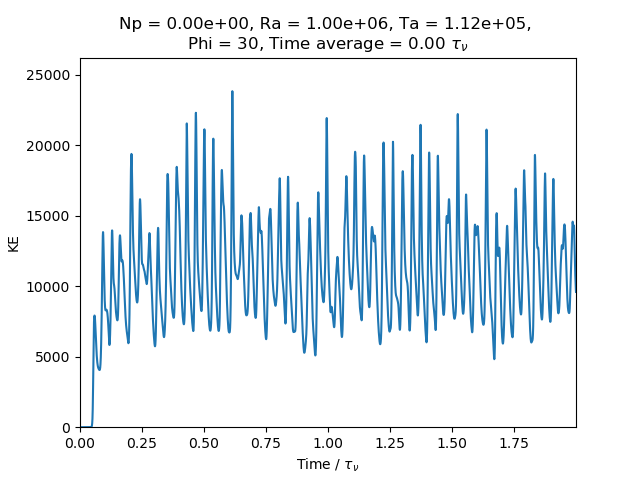 Np = 0.00e+00, Ra = 1.00e+06, Ta = 1.12e+05,
Phi = 30, Time average = 0.00 τν
25000
20000
15000
10000
5000
0
KE
0.00 0.25 0.50 0.75 1.00 1.25 1.50 1.75
Time / τν